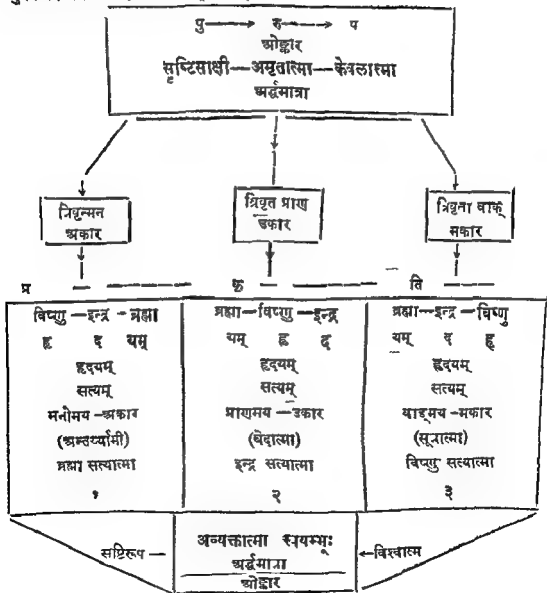 पु → रु → प
ओङ्कार
सृष्टिसाक्षी—अमृतात्मा—केवलात्मा
अर्द्धमात्रा
त्रिवृन्मन
अकार
त्रिवृत प्राण
उकार
त्रिवृता वाक्
मकार
प्र — कृ — ति
विष्णु—इन्द्र—ब्रह्मा
हृ द यम्
हृदयम्
सत्यम्
मनोमय—अकार
(अन्तर्य्यामी)
ब्रह्मा सत्यात्मा
१
ब्रह्मा—विष्णु—इन्द्र
यम् हृ द
हृदयम्
सत्यम्
प्राणमय—उकार
(वेदात्मा)
इन्द्र सत्यात्मा
२
ब्रह्मा—इन्द्र—विष्णु
यम् द हृ
हृदयम्
सत्यम्
वाङ्मय—मकार
(सूत्रात्मा)
विष्णु सत्यात्मा
३
सष्टिरूप—
अव्यक्तात्मा स्वयम्भूः
अर्द्धमात्रा
ओङ्कार
←विश्वात्म